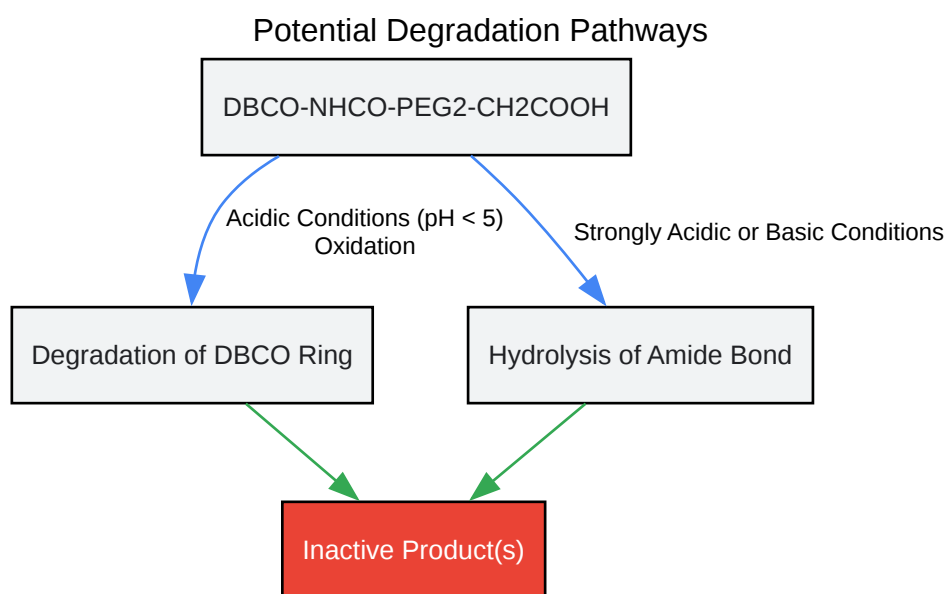 Potential Degradation Pathways
DBCO-NHCO-PEG2-CH2COOH
Acidic Conditions (pH < 5)
Oxidation
Strongly Acidic or Basic Conditions
Degradation of DBCO Ring
Hydrolysis of Amide Bond
Inactive Product(s)